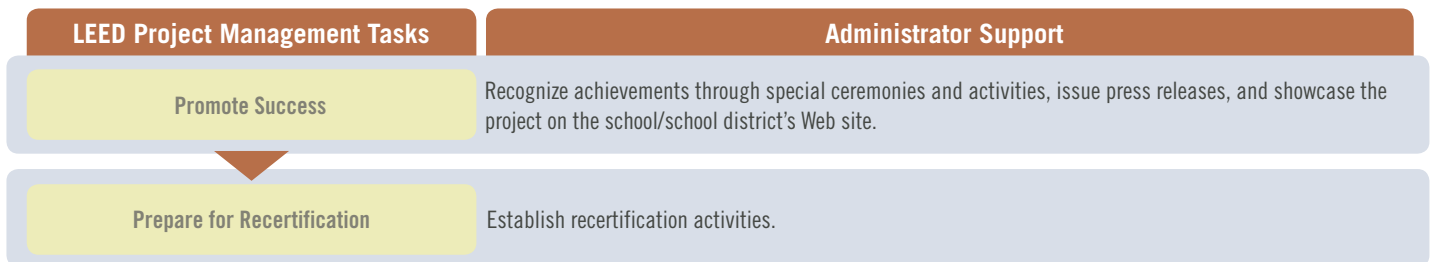 LEED Project Management Tasks
Administrator Support
Promote Success
Recognize achievements through special ceremonies and activities, issue press releases, and showcase the
project on the school/school district's Web site.
Prepare for Recertification
Establish recertification activities.